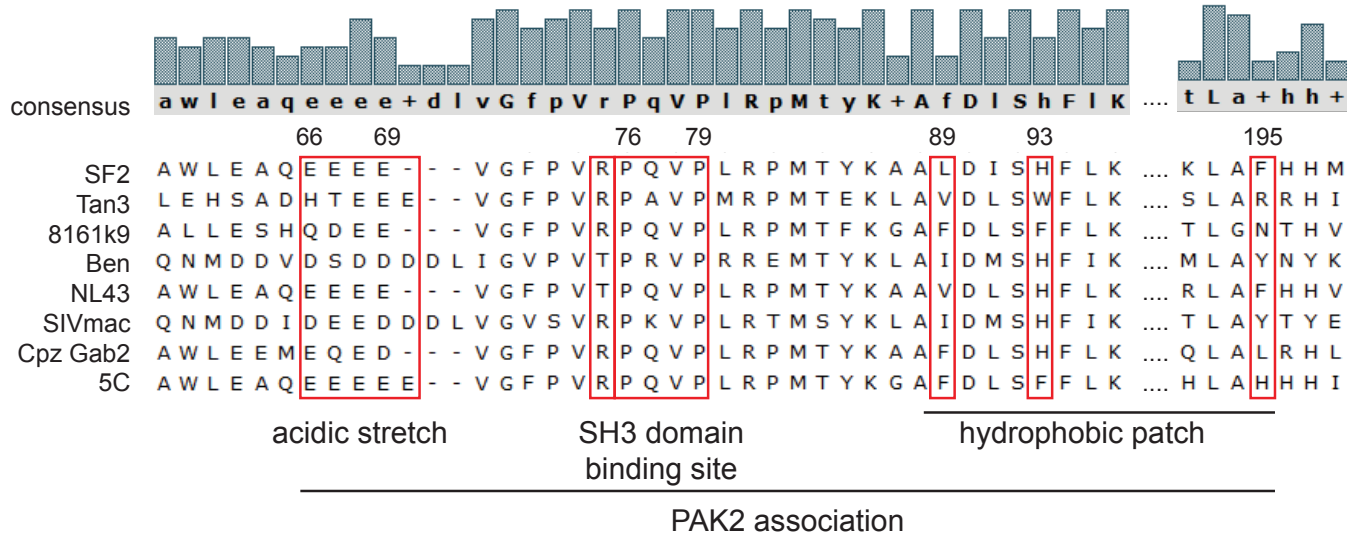 consensus a w l e a q e e e + d l v G f p V r P q V P l R p M t y K + A f D l S h F l K .... t L a + h h +
66 69 76 79 89 93 195
SF2 A W L E A Q E E E E - - - V G F P V R P Q V P L R P M T Y K A A L D I S H F L K .... K L A F H H M
Tan3 L E H S A D H T E E E - - V G F P V R P A V P M R P M T E K L A V D L S W F L K .... S L A R R H I
8161k9 A L L E S H Q D E E - - - V G F P V R P Q V P L R P M T F K G A F D L S F F L K .... T L G N T H V
Ben Q N M D D V D S D D D D L I G V P V T P R V P R R E M T Y K L A I D M S H F I K .... M L A Y N Y K
NL43 A W L E A Q E E E E - - - V G F P V T P Q V P L R P M T Y K A A V D L S H F L K .... R L A F H H V
SIVmac Q N M D D I D E E D D D L V G V S V R P K V P L R T M S Y K L A I D M S H F I K .... T L A Y T Y E
Cpz Gab2 A W L E E M E Q E D - - - V G F P V R P Q V P L R P M T Y K A A F D L S H F L K .... Q L A L R H L
5C A W L E A Q E E E E E - - V G F P V R P Q V P L R P M T Y K G A F D L S F F L K .... H L A H H H I
acidic stretch SH3 domain hydrophobic patch
binding site
PAK2 association